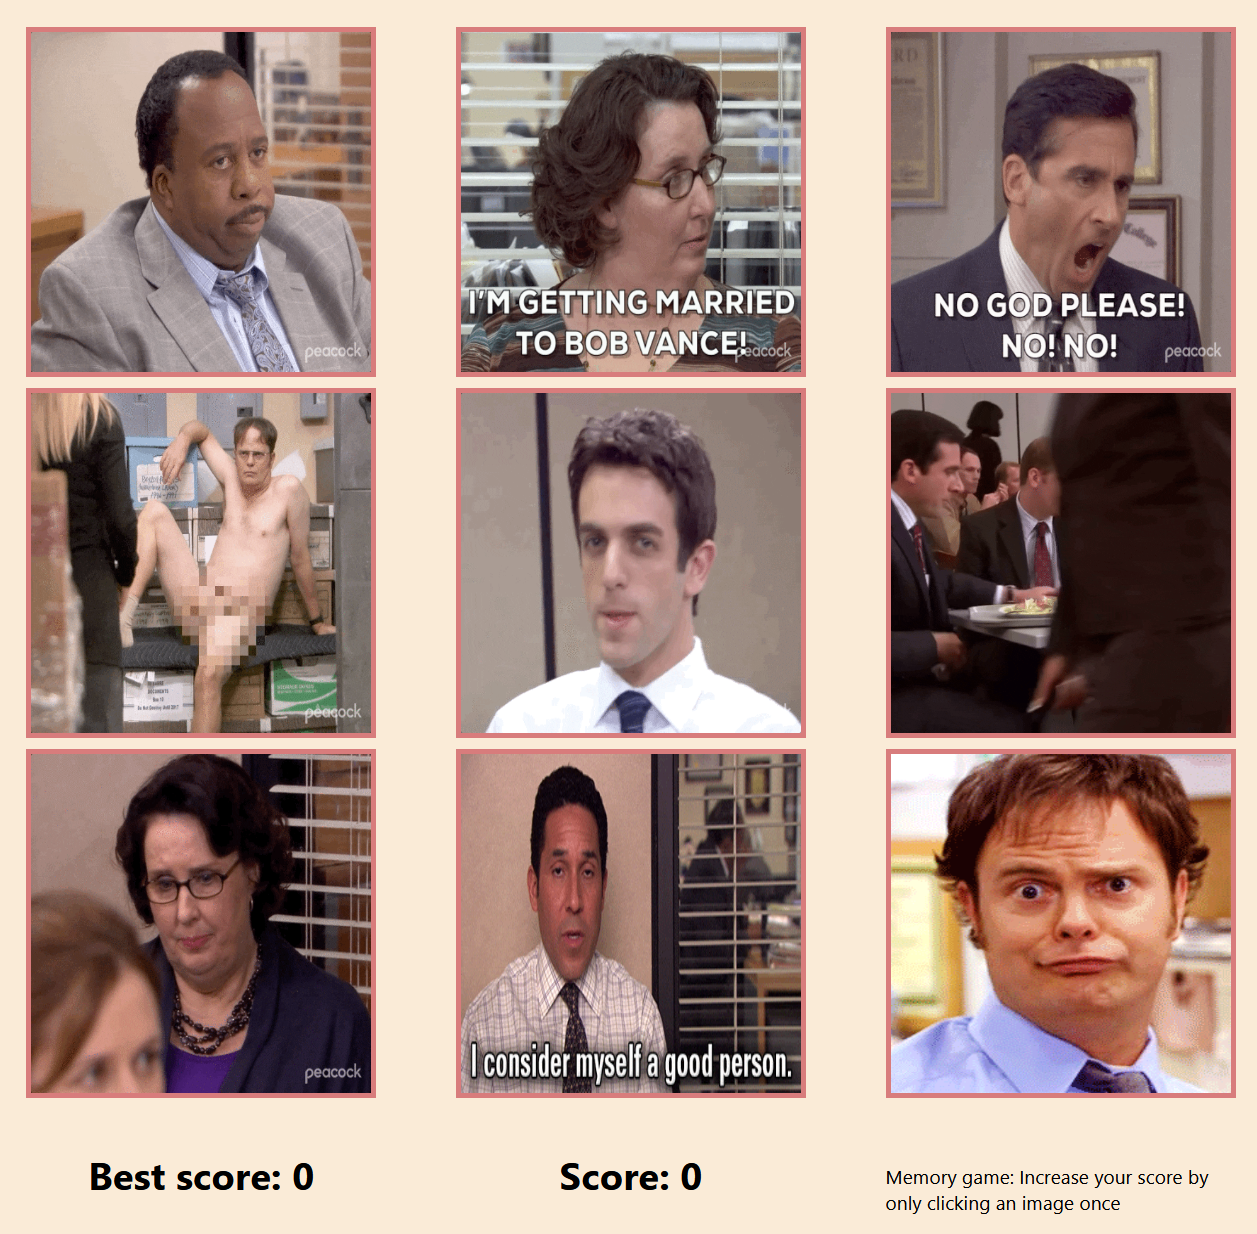 peacock
I'M GETTING MARRIED
TO BOB VANCE!
peacock
NO GOD PLEASE!
NO! NO!
peacock
College
peacock
peacock
I consider myself a good person.
Best score: 0
Score: 0
Memory game: Increase your score by
only clicking an image once